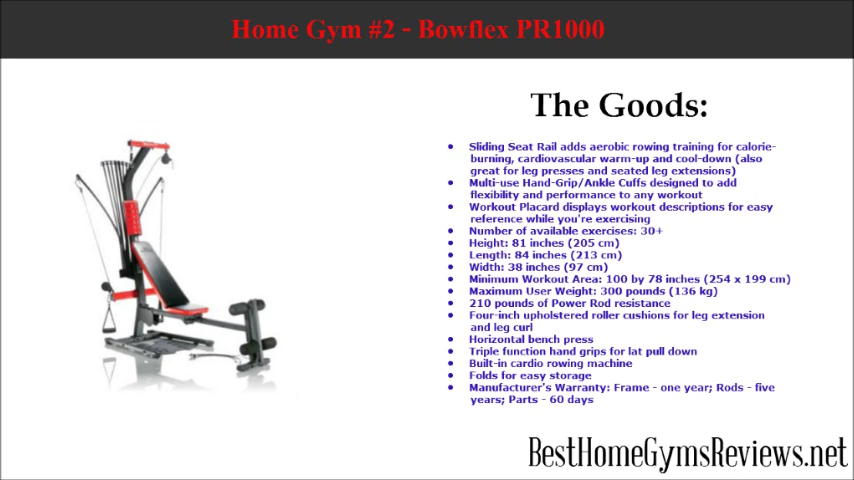 Home Gym #2 - Bowflex PR1000
The Goods:
• Sliding Seat Rail adds aerobic rowing training for calorie-
burning, cardiovascular warm-up and cool-down (also
great for leg presses and seated leg extensions)
• Multi-use Hand-Grip/Ankle Cuffs designed to add
flexibility and performance to any workout
• Workout Placard displays workout descriptions for easy
reference while you're exercising
• Number of available exercises: 30+
• Height: 81 inches (205 cm)
• Length: 84 inches (213 cm)
• Width: 38 inches (97 cm)
• Minimum Workout Area: 100 by 78 inches (254 x 199 cm)
• Maximum User Weight: 300 pounds (136 kg)
• 210 pounds of Power Rod resistance
• Four-inch upholstered roller cushions for leg extension
and leg curl
• Horizontal bench press
• Triple function hand grips for lat pull down
• Built-in cardio rowing machine
• Folds for easy storage
• Manufacturer's Warranty: Frame - one year; Rods - five
years; Parts - 60 days
BestHomeGymsReviews.net